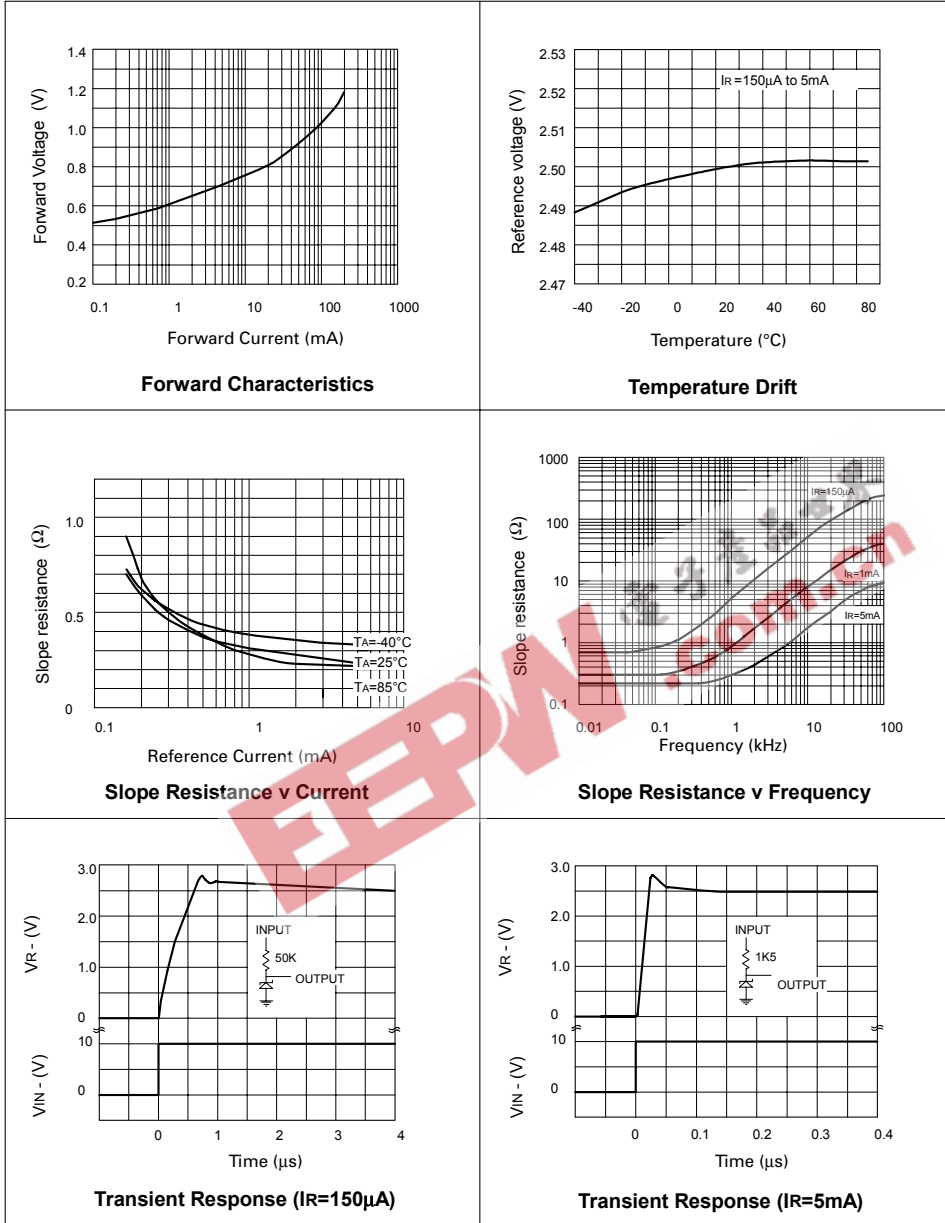 1.4
1.2
1.0
0.8
0.6
0.4
0.2
Forward Voltage (V)
0.1 1 10 100 1000
Forward Current (mA)
Forward Characteristics
2.53
2.52
2.51
2.50
2.49
2.48
2.47
Reference voltage (V)
IR =150µA to 5mA
-40 -20 0 20 40 60 80
Temperature (°C)
Temperature Drift
1.0
0.5
0
Slope resistance (Ω)
TA=-40°C
TA=25°C
TA=85°C
0.1 1 10
Reference Current (mA)
Slope Resistance v Current
1000
100
10
1
0.1
Slope resistance (Ω)
IR=150µA
IR=1mA
IR=5mA
0.01 0.1 1 10 100
Frequency (kHz)
Slope Resistance v Frequency
EEPW
.com.cn
电子产品世界
3.0
2.0
1.0
0
VR - (V)
INPUT
50K
OUTPUT
10
0
VIN - (V)
0 1 2 3 4
Time (µs)
Transient Response (IR=150µA)
3.0
2.0
1.0
0
VR - (V)
INPUT
1K5
OUTPUT
10
0
VIN - (V)
0 0.1 0.2 0.3 0.4
Time (µs)
Transient Response (IR=5mA)